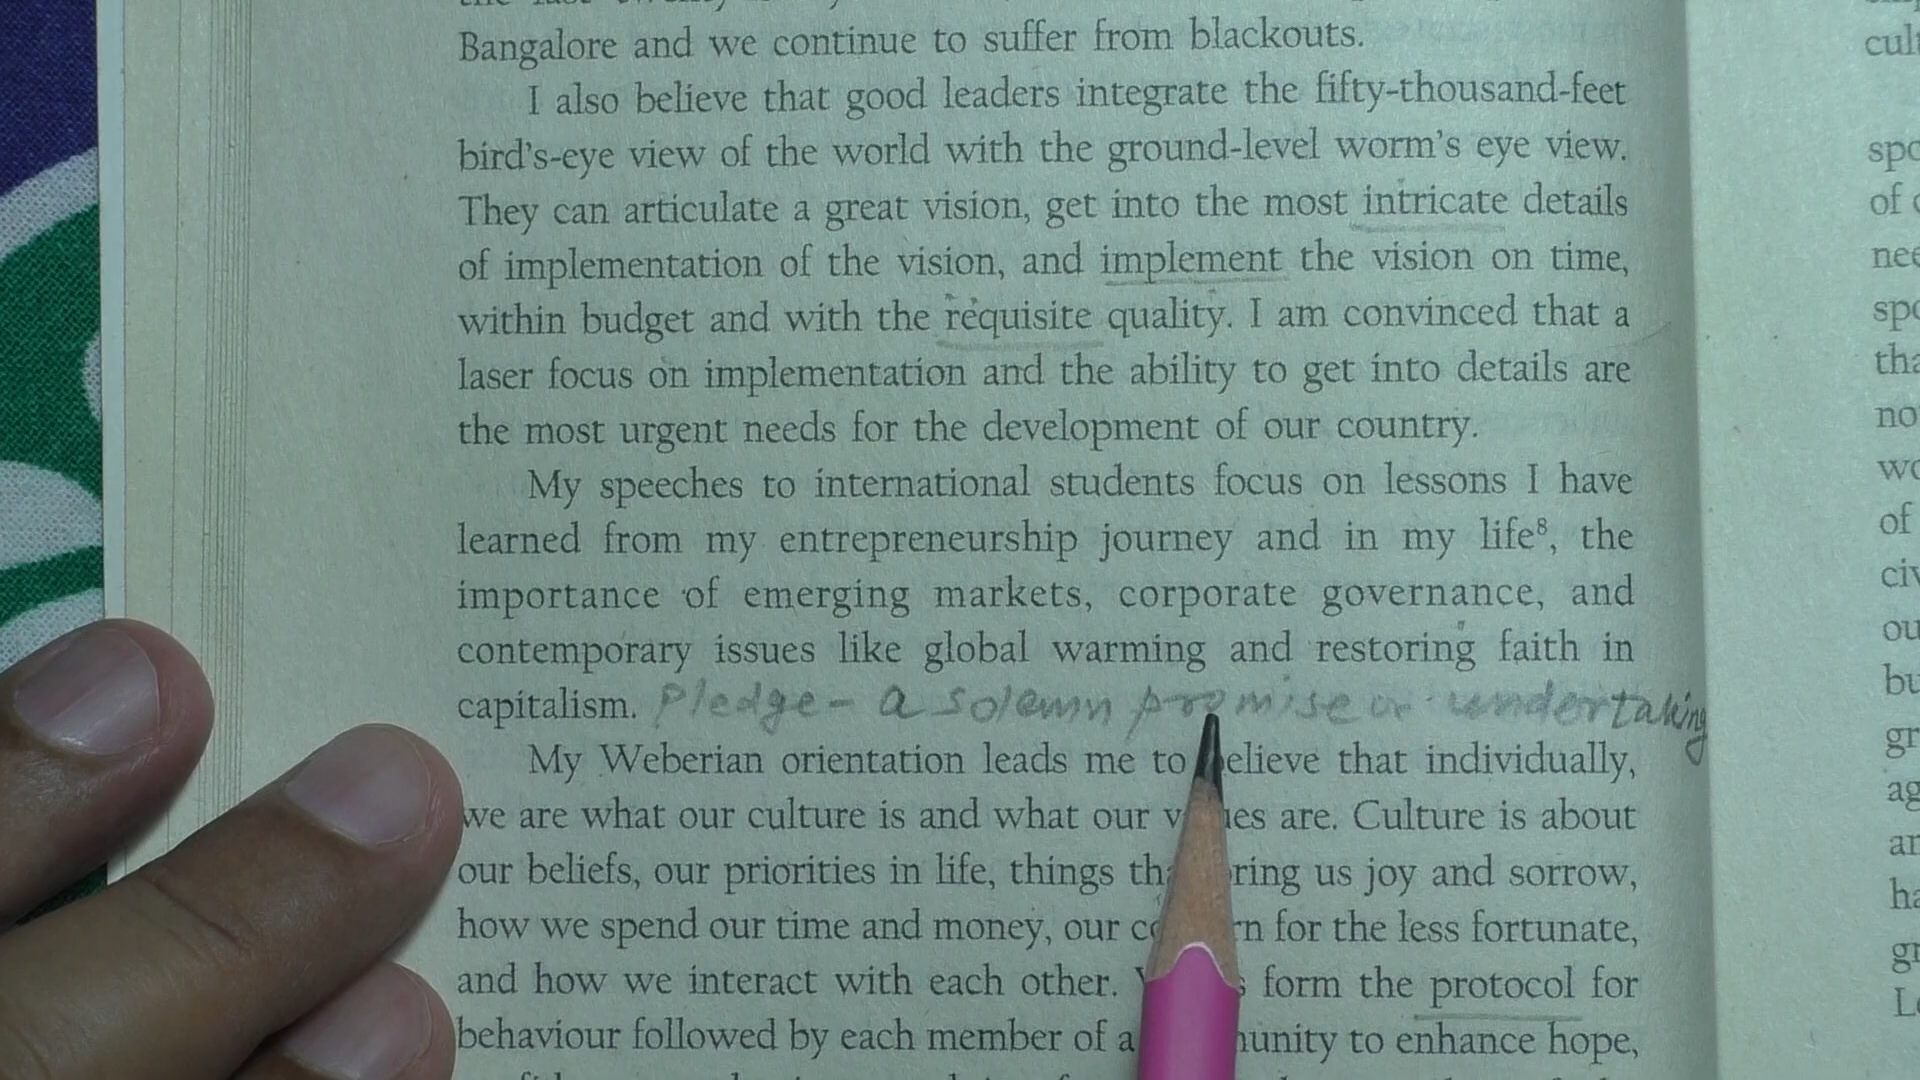 Bangalore and we continue to suffer from blackouts.
I also believe that good leaders integrate the fifty-thousand-feet
bird's-eye view of the world with the ground-level worm's eye view.
They can articulate a great vision, get into the most intricate details
of implementation of the vision, and implement the vision on time,
within budget and with the requisite quality. I am convinced that a
laser focus on implementation and the ability to get into details are
the most urgent needs for the development of our country.
My speeches to international students focus on lessons I have
learned from my entrepreneurship journey and in my life⁸, the
importance of emerging markets, corporate governance, and
contemporary issues like global warming and restoring faith in
capitalism. Pledge - a solemn promise or undertaking
My Weberian orientation leads me to believe that individually,
we are what our culture is and what our values are. Culture is about
our beliefs, our priorities in life, things that bring us joy and sorrow,
how we spend our time and money, our concern for the less fortunate,
and how we interact with each other. form the protocol for
behaviour followed by each member of a community to enhance hope,